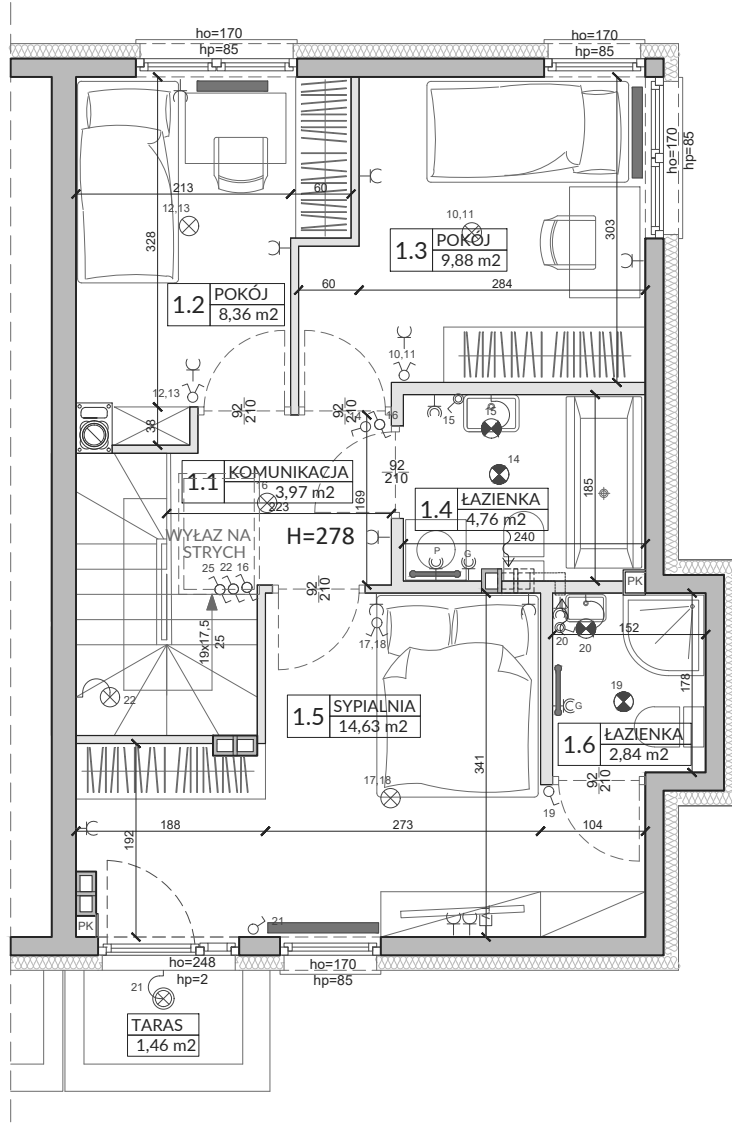 ho=170
hp=85
ho=170
hp=85
ho=170
hp=85
213
60
12,13
328
10,11
303
1.3
POKÓJ
9,88 m2
1.2
POKÓJ
8,36 m2
60
284
10,11
12,13
92
210
92
210
14
16
15
15
38
14
1.1
KOMUNIKACJA
3,97 m2
16
223
169
92
210
1.4
ŁAZIENKA
4,76 m2
185
240
WYŁAZ NA
STRYCH
H=278
P
G
25
22
16
92
210
PK
19x17,5
25
22
17,18
20
20
152
178
19
G
1.5
SYPIALNIA
14,63 m2
1.6
ŁAZIENKA
2,84 m2
341
17,18
92
210
19
188
273
104
192
PK
21
ho=248
hp=2
ho=170
hp=85
21
TARAS
1,46 m2